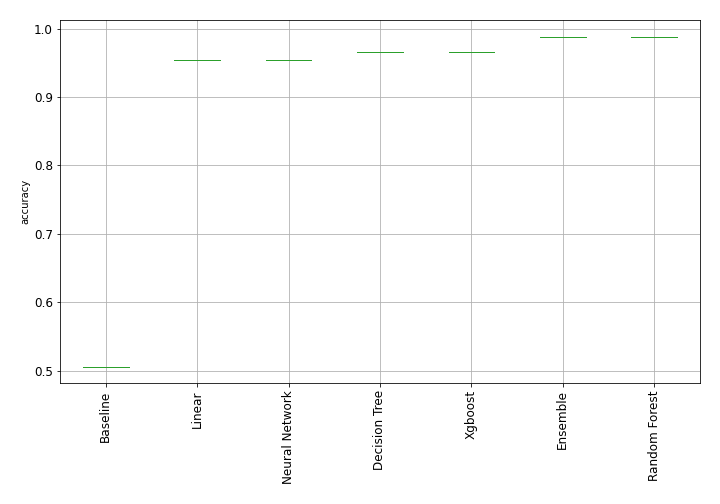 1.0
0.9
0.8
0.7
0.6
0.5
accuracy
Baseline
Linear
Neural Network
Decision Tree
Xgboost
Ensemble
Random Forest